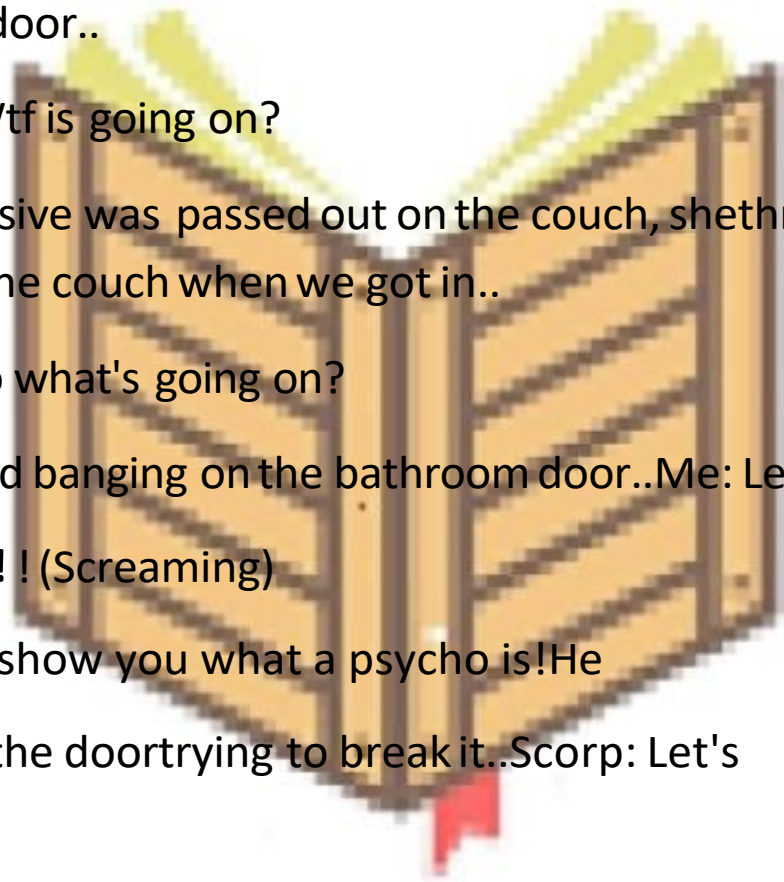 door..
tf is going on?
sive was passed out on the couch, shethr
he couch when we got in..
what's going on?
d banging on the bathroom door..Me: Le
! ! (Screaming)
show you what a psycho is!He
the doortrying to break it..Scorp: Let's